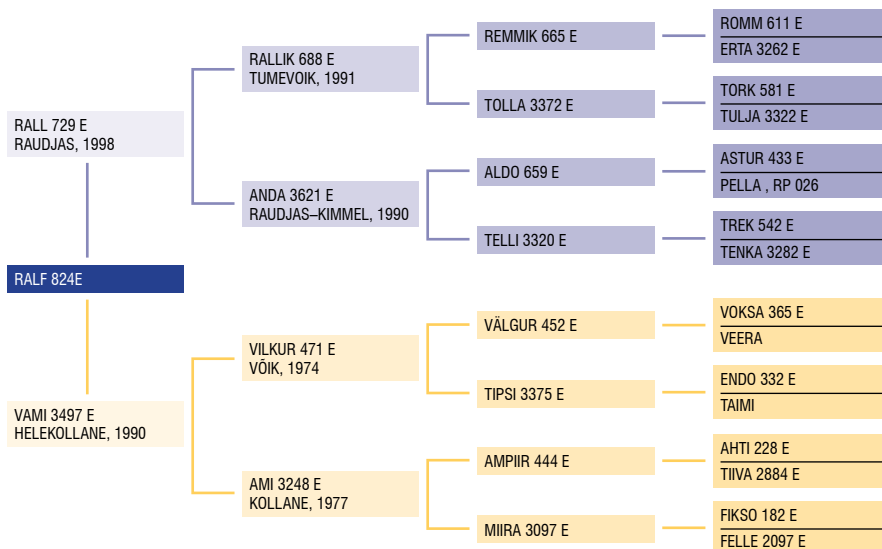 RALL 729 E
RAUDJAS, 1998
RALF 824E
VAMI 3497 E
HELEKOLLANE, 1990
RALLIK 688 E
TUMEVOIK, 1991
ANDA 3621 E
RAUDJAS–KIMMEL, 1990
VILKUR 471 E
VÕIK, 1974
AMI 3248 E
KOLLANE, 1977
REMMIK 665 E
TOLLA 3372 E
ALDO 659 E
TELLI 3320 E
VÄLGUR 452 E
TIPSI 3375 E
AMPIIR 444 E
MIIRA 3097 E
ROMM 611 E
ERTA 3262 E
TORK 581 E
TULJA 3322 E
ASTUR 433 E
PELLA , RP 026
TREK 542 E
TENKA 3282 E
VOKSA 365 E
VEERA
ENDO 332 E
TAIMI
AHTI 228 E
TIIVA 2884 E
FIKSO 182 E
FELLE 2097 E